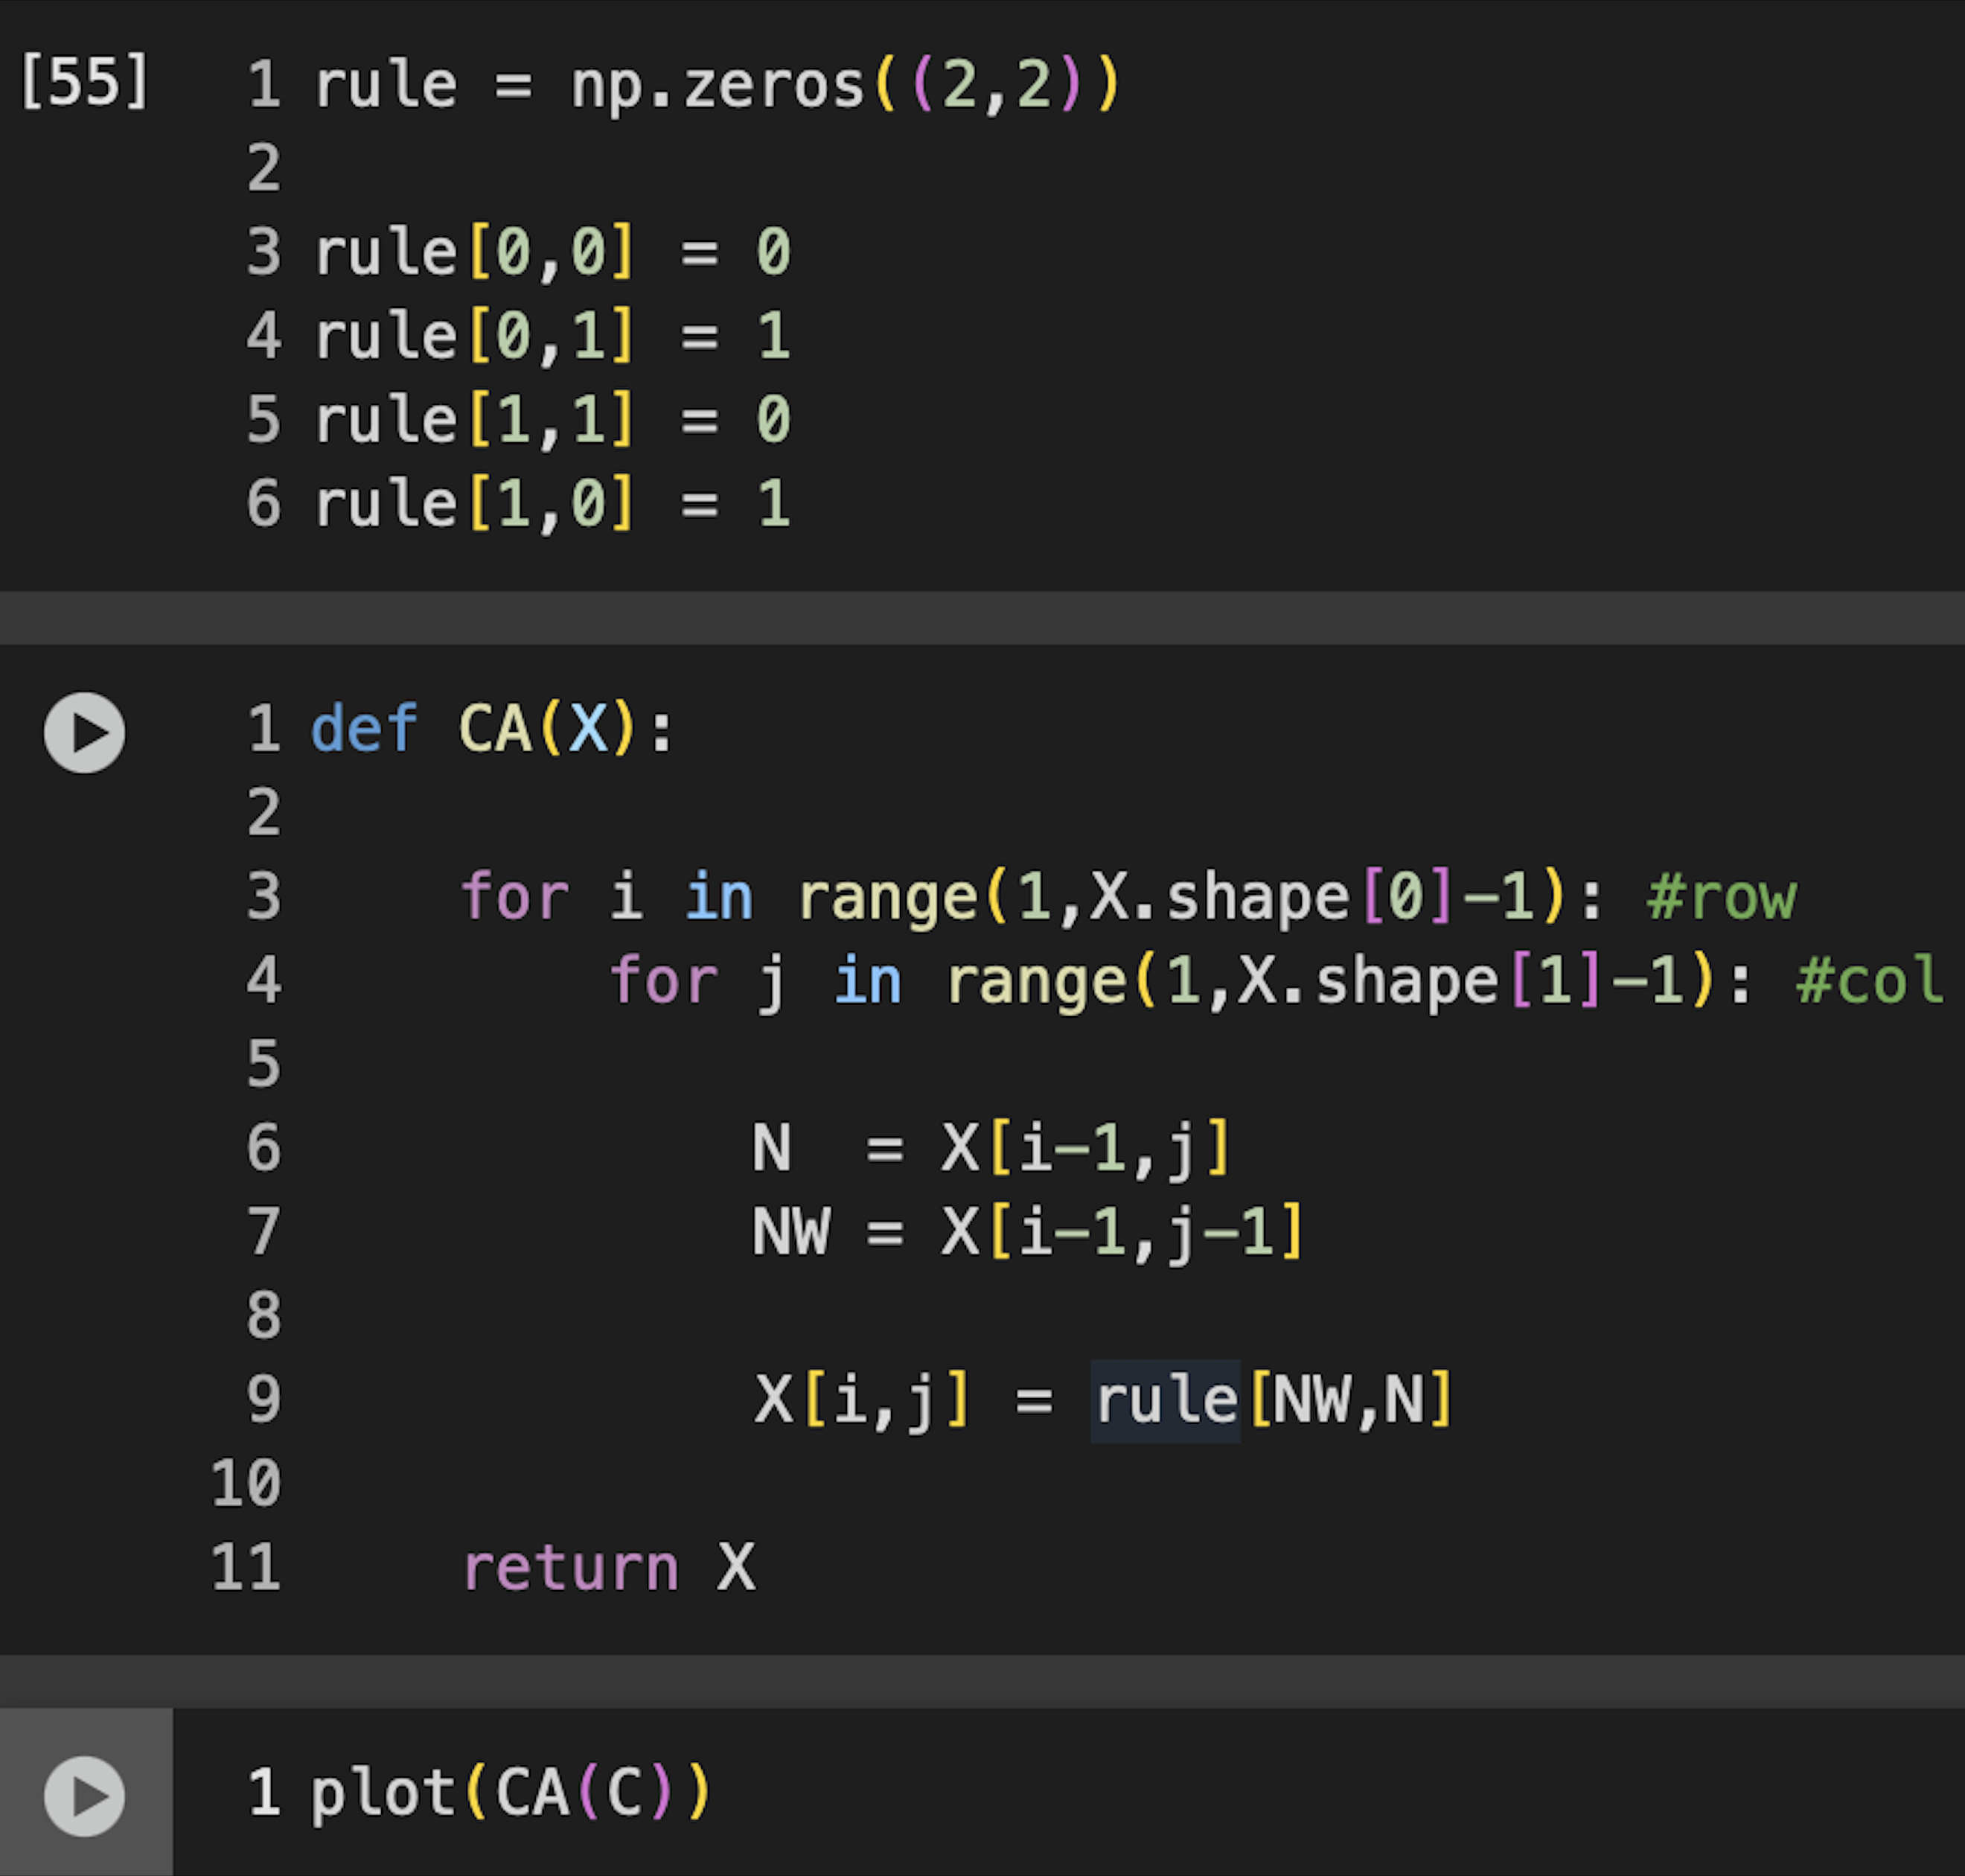 [55] 1 rule = np.zeros((2,2))
2
3 rule[0,0] = 0
4 rule[0,1] = 1
5 rule[1,1] = 0
6 rule[1,0] = 1
1 def CA(X):
2
3     for i in range(1,X.shape[0]-1): #row
4         for j in range(1,X.shape[1]-1): #col
5
6             N  = X[i-1,j]
7             NW = X[i-1,j-1]
8
9             X[i,j] = rule[NW,N]
10
11     return X
1 plot(CA(C))